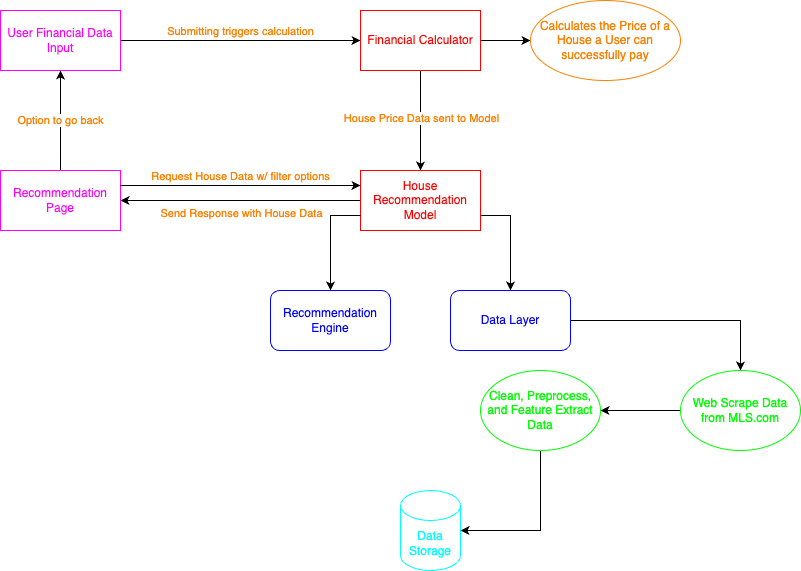 User Financial Data
Input
Submitting triggers calculation
Financial Calculator
Calculates the Price of a
House a User can
successfully pay
Option to go back
House Price Data sent to Model
Recommendation
Page
Request House Data w/ filter options
Send Response with House Data
House
Recommendation
Model
Recommendation
Engine
Data Layer
Clean, Preprocess,
and Feature Extract
Data
Web Scrape Data
from MLS.com
Data
Storage